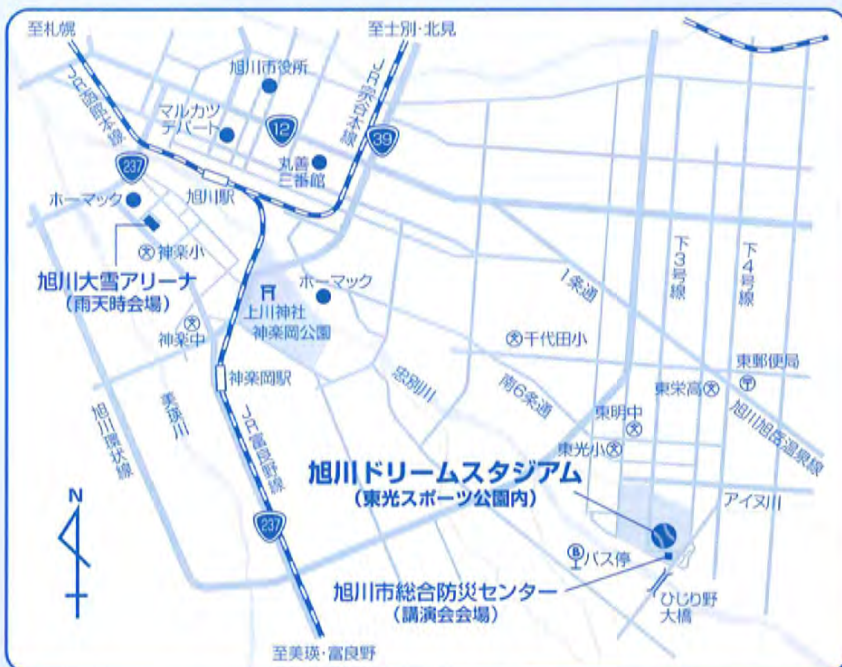 至札幌
至士別・北見
旭川市役所
JR函館本線
マルカツ
デパート
12
JR宗谷本線
39
丸善
三番館
237
旭川駅
ホーマック
神楽小
旭川大雪アリーナ
(雨天時会場)
上川神社
神楽岡公園
ホーマック
1条通
下3号線
下4号線
神楽中
千代田小
東郵便局
神楽岡駅
忠別川
南6条通
東栄高
旭川旭岳温泉線
東明中
東光小
旭川環状線
美瑛川
JR富良野線
旭川ドリームスタジアム
(東光スポーツ公園内)
アイヌ川
N
237
B
バス停
旭川市総合防災センター
(講演会会場)
ひじり野
大橋
至美瑛・富良野